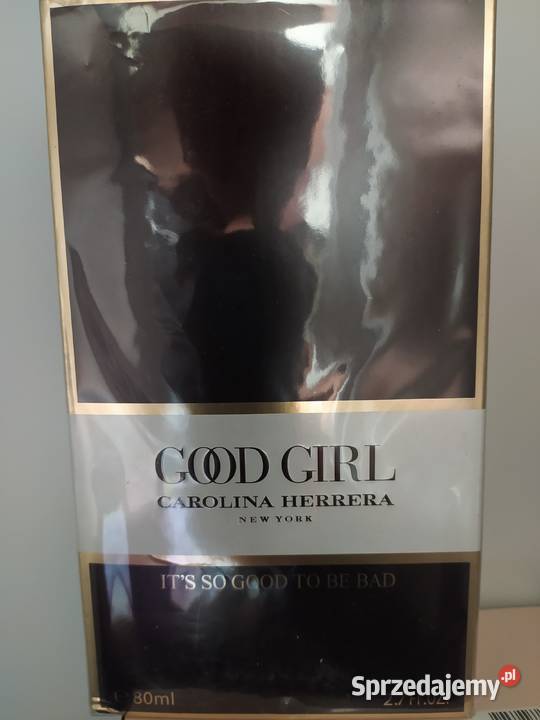 GOOD GIRL
CAROLINA HERRERA
NEW YORK
IT'S SO GOOD TO BE BAD
℮80ml
Sprzedajemy.pl